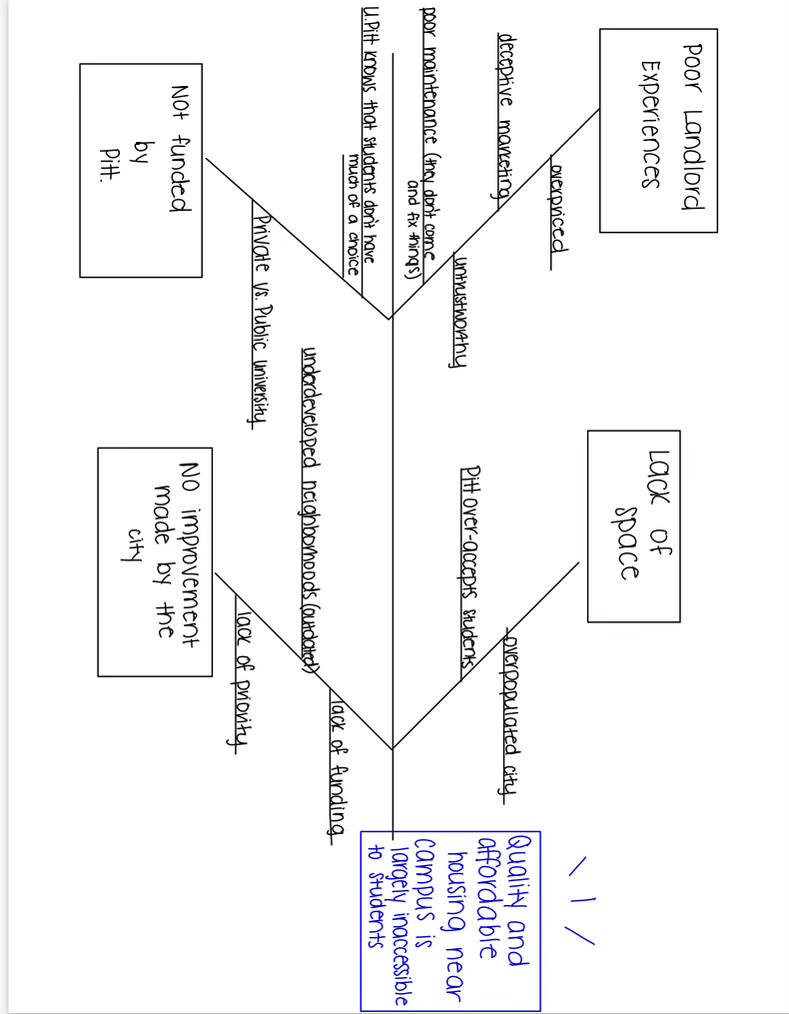 Poor Landlord
Experiences
overpriced
deceptive marketing
untrustworthy
poor maintenance (they don't come
and fix things)
Lack of
space
overpopulated city
Pitt over-accepts students
Quality and
affordable
housing near
campus is
largely inaccessible
to students
U.Pitt knows that students don't have
much of a choice
Private vs. Public university
Not funded
by
Pitt.
lack of funding
underdeveloped neighborhoods (outdated)
lack of priority
No improvement
made by the
city